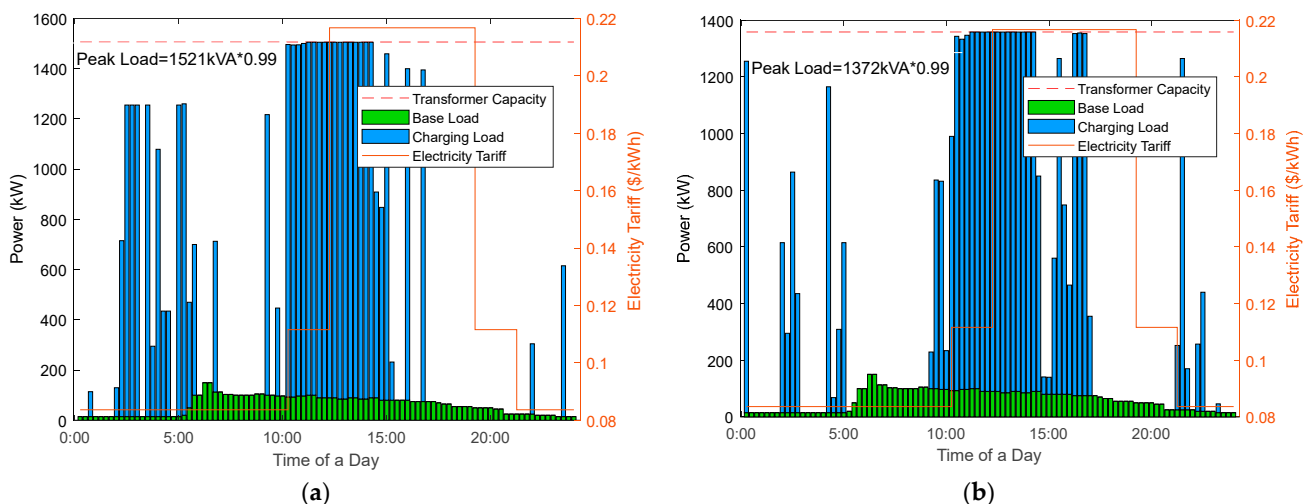 1600
1400
1200
1000
800
600
400
200
0
Power (kW)
0:00
5:00
10:00
15:00
20:00
Time of a Day
0.22
0.2
0.18
0.16
0.14
0.12
0.1
0.08
Electricity Tariff ($/kWh)
Peak Load=1521kVA*0.99
Transformer Capacity
Base Load
Charging Load
Electricity Tariff
(a)
1400
1200
1000
800
600
400
200
0
Power (kW)
0:00
5:00
10:00
15:00
20:00
Time of a Day
0.22
0.2
0.18
0.16
0.14
0.12
0.1
0.08
Electricity Tariff ($/kWh)
Peak Load=1372kVA*0.99
Transformer Capacity
Base Load
Charging Load
Electricity Tariff
(b)